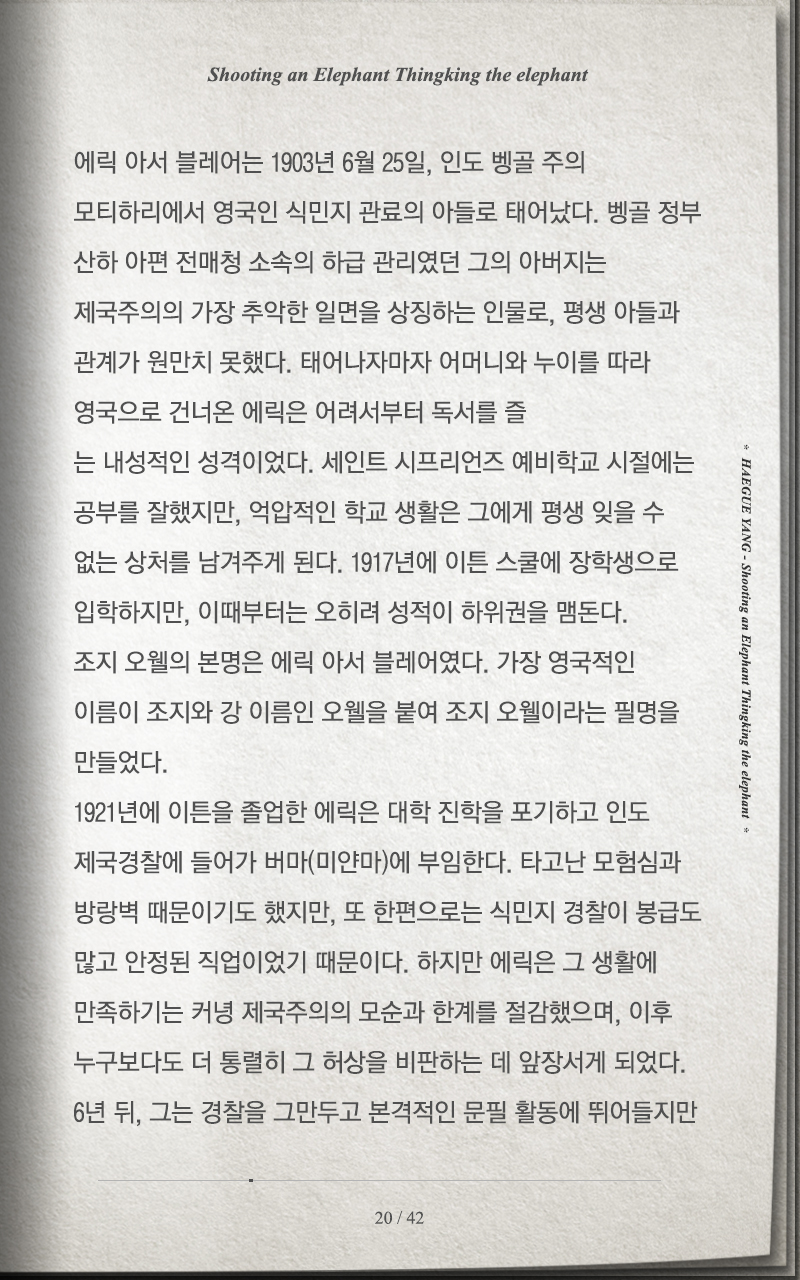 Shooting an Elephant Thingking the elephant
에릭 아서 블레어는 1903년 6월 25일, 인도 벵골 주의
모티하리에서 영국인 식민지 관료의 아들로 태어났다. 벵골 정부
산하 아편 전매청 소속의 하급 관리였던 그의 아버지는
제국주의의 가장 추악한 일면을 상징하는 인물로, 평생 아들과
관계가 원만치 못했다. 태어나자마자 어머니와 누이를 따라
영국으로 건너온 에릭은 어려서부터 독서를 즐
는 내성적인 성격이었다. 세인트 시프리언즈 예비학교 시절에는
공부를 잘했지만, 억압적인 학교 생활은 그에게 평생 잊을 수
없는 상처를 남겨주게 된다. 1917년에 이튼 스쿨에 장학생으로
입학하지만, 이때부터는 오히려 성적이 하위권을 맴돈다.
조지 오웰의 본명은 에릭 아서 블레어였다. 가장 영국적인
이름이 조지와 강 이름인 오웰을 붙여 조지 오웰이라는 필명을
만들었다.
1921년에 이튼을 졸업한 에릭은 대학 진학을 포기하고 인도
제국경찰에 들어가 버마(미얀마)에 부임한다. 타고난 모험심과
방랑벽 때문이기도 했지만, 또 한편으로는 식민지 경찰이 봉급도
많고 안정된 직업이었기 때문이다. 하지만 에릭은 그 생활에
만족하기는 커녕 제국주의의 모순과 한계를 절감했으며, 이후
누구보다도 더 통렬히 그 허상을 비판하는 데 앞장서게 되었다.
6년 뒤, 그는 경찰을 그만두고 본격적인 문필 활동에 뛰어들지만
* HAEGUE YANG - Shooting an Elephant Thingking the elephant *
20 / 42